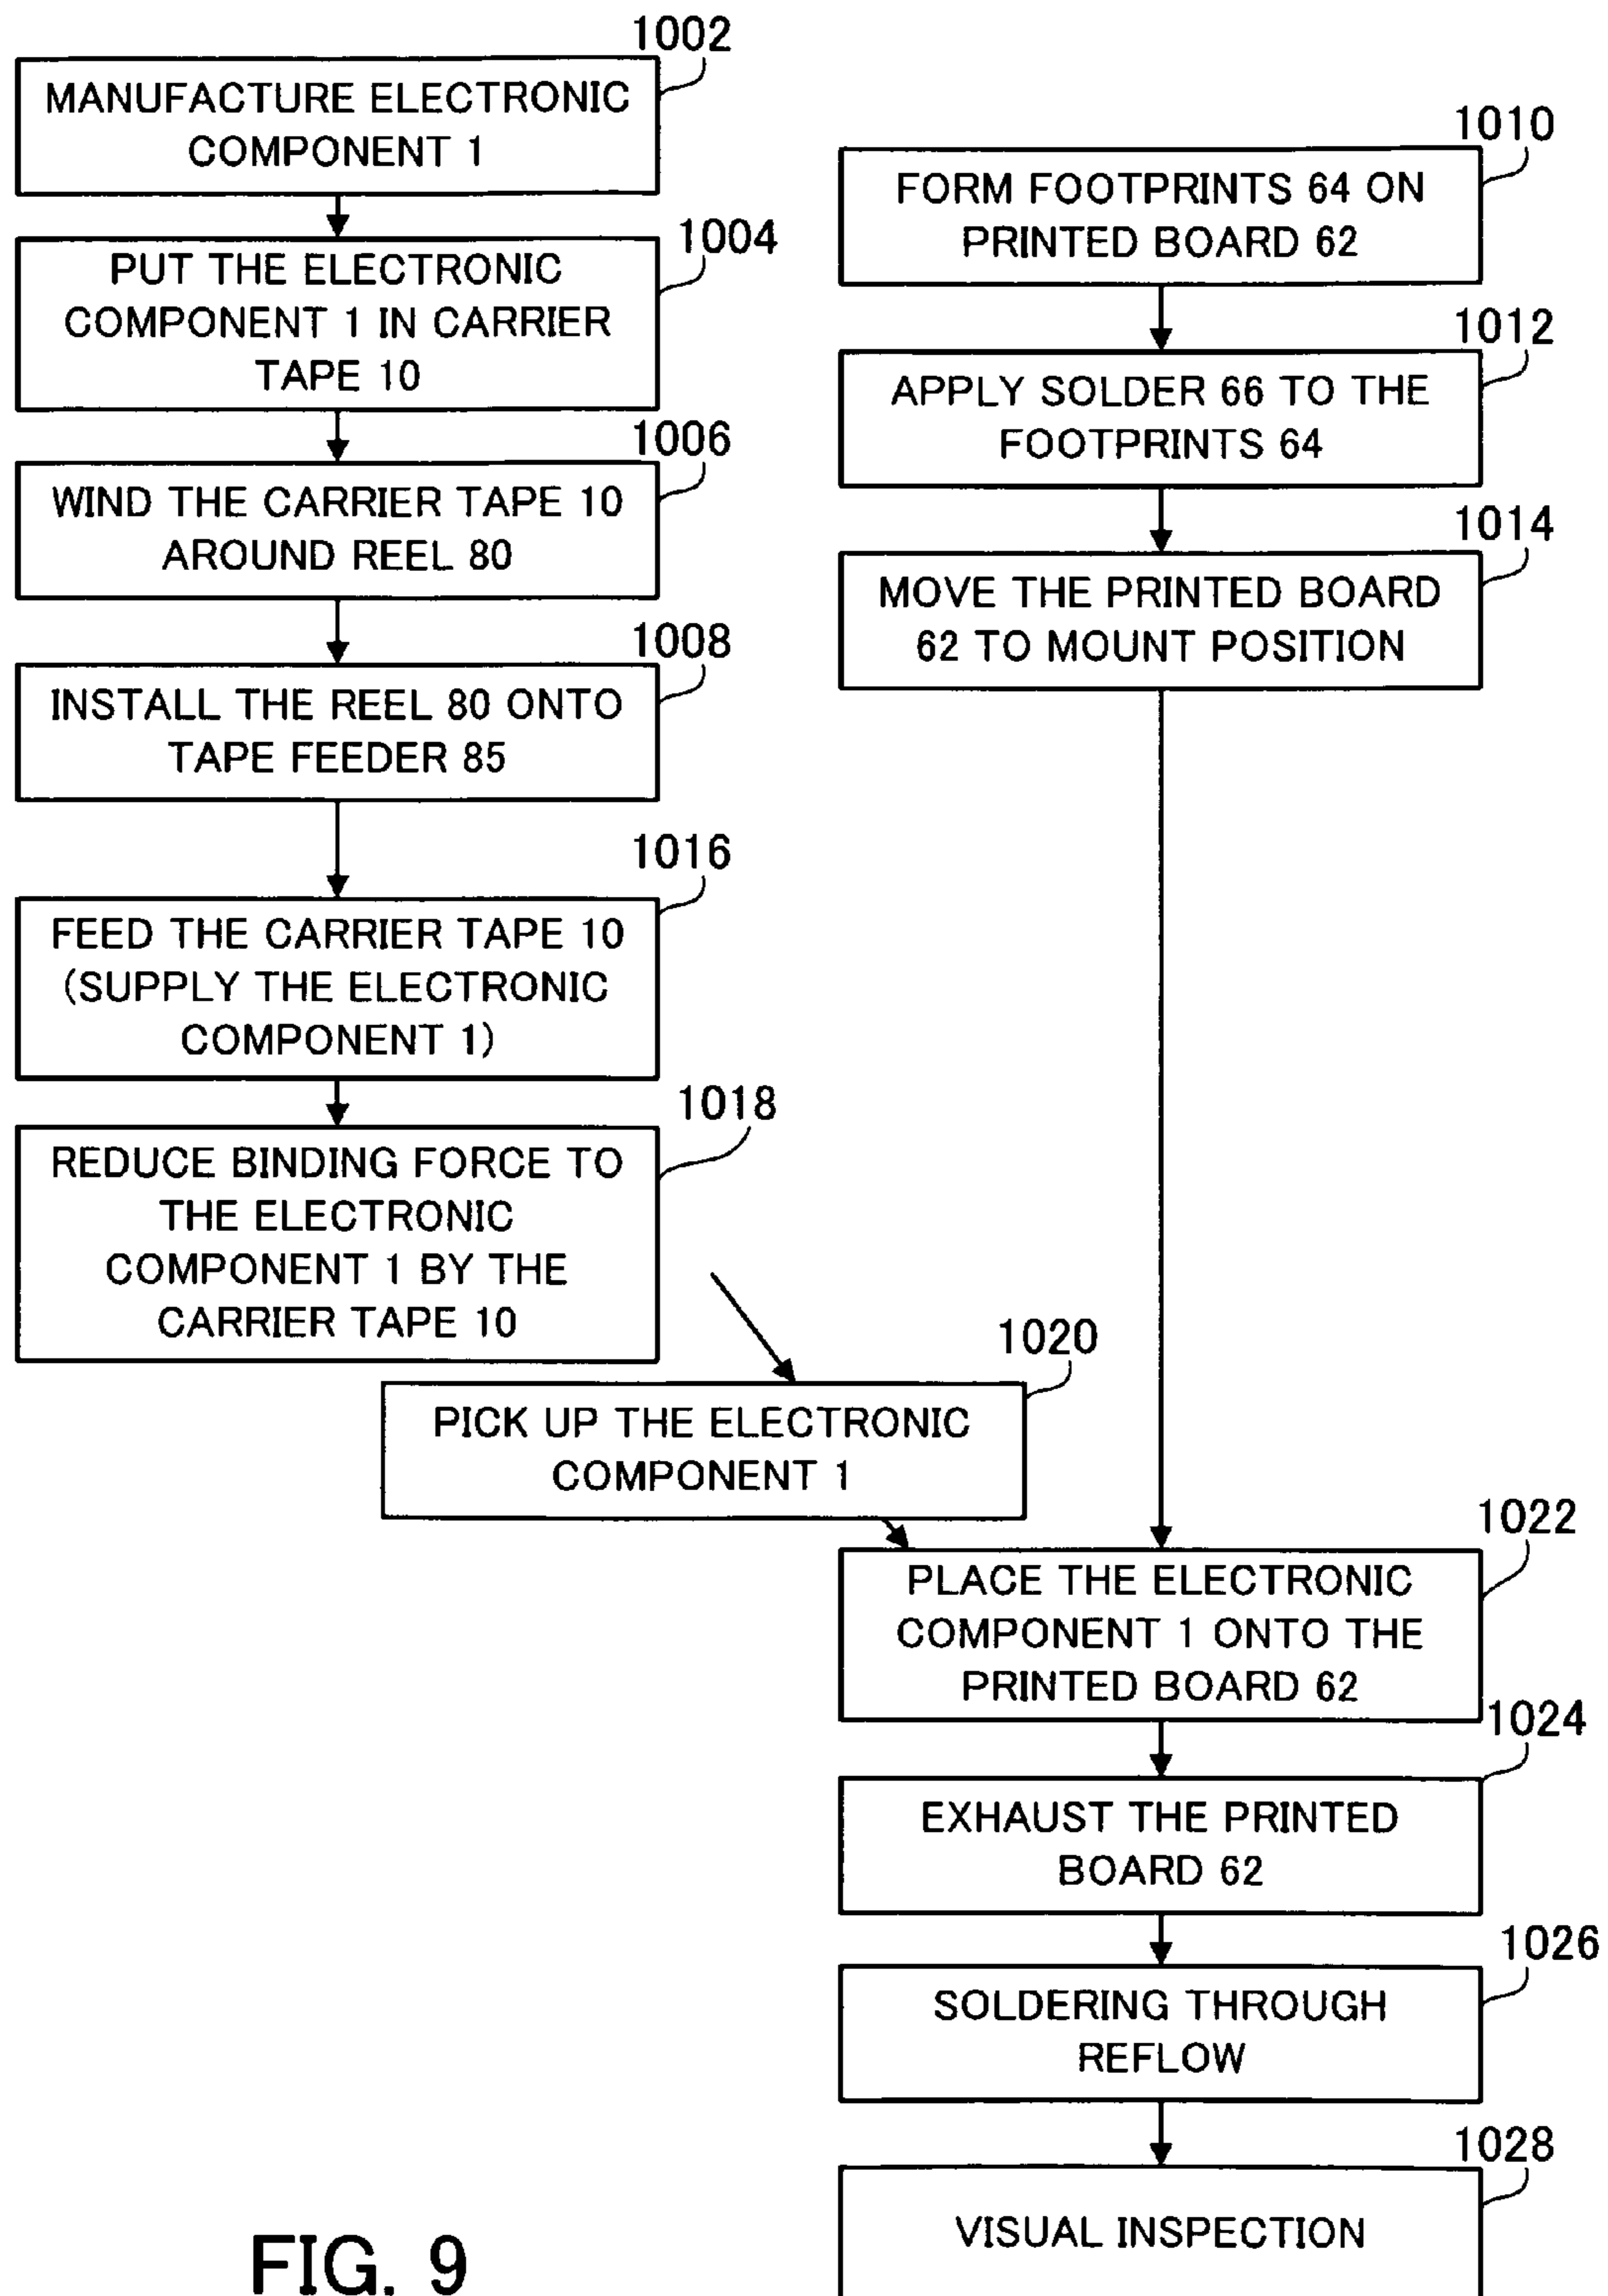 1002
MANUFACTURE ELECTRONIC
COMPONENT 1
1004
PUT THE ELECTRONIC
COMPONENT 1 IN CARRIER
TAPE 10
1006
WIND THE CARRIER TAPE 10
AROUND REEL 80
1008
INSTALL THE REEL 80 ONTO
TAPE FEEDER 85
1016
FEED THE CARRIER TAPE 10
(SUPPLY THE ELECTRONIC
COMPONENT 1)
1018
REDUCE BINDING FORCE TO
THE ELECTRONIC
COMPONENT 1 BY THE
CARRIER TAPE 10
1010
FORM FOOTPRINTS 64 ON
PRINTED BOARD 62
1012
APPLY SOLDER 66 TO THE
FOOTPRINTS 64
1014
MOVE THE PRINTED BOARD
62 TO MOUNT POSITION
1020
PICK UP THE ELECTRONIC
COMPONENT 1
1022
PLACE THE ELECTRONIC
COMPONENT 1 ONTO THE
PRINTED BOARD 62
1024
EXHAUST THE PRINTED
BOARD 62
1026
SOLDERING THROUGH
REFLOW
1028
VISUAL INSPECTION
FIG. 9